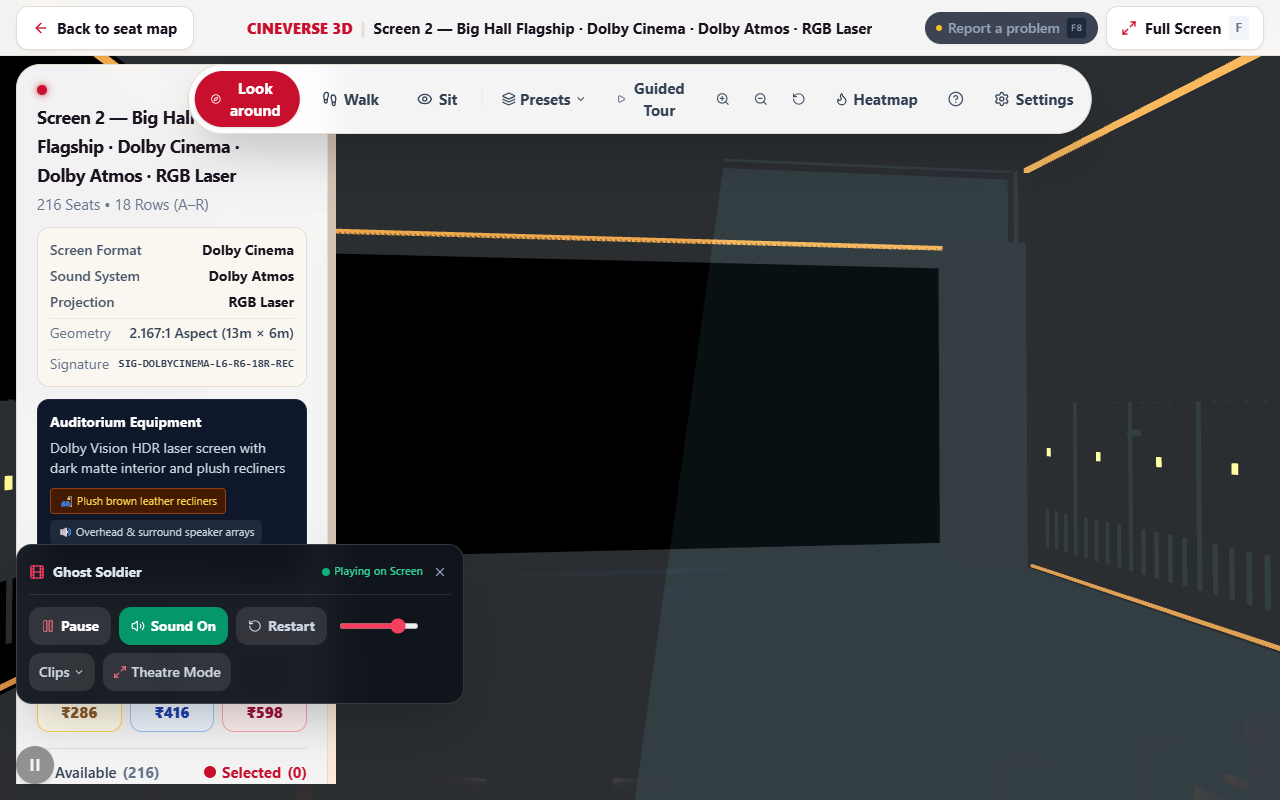 Back to seat map
CINEVERSE 3D | Screen 2 — Big Hall Flagship · Dolby Cinema · Dolby Atmos · RGB Laser
Report a problem F8
Full Screen F
Look around
Walk
Sit
Presets
Guided Tour
Heatmap
Settings
Screen 2 — Big Hall
Flagship · Dolby Cinema ·
Dolby Atmos · RGB Laser
216 Seats • 18 Rows (A–R)
Screen Format Dolby Cinema
Sound System Dolby Atmos
Projection RGB Laser
Geometry 2.167:1 Aspect (13m × 6m)
Signature SIG-DOLBYCINEMA-L6-R6-18R-REC
Auditorium Equipment
Dolby Vision HDR laser screen with
dark matte interior and plush recliners
Plush brown leather recliners
Overhead & surround speaker arrays
Ghost Soldier
Playing on Screen
Pause
Sound On
Restart
Clips
Theatre Mode
₹286 ₹416 ₹598
Available (216) Selected (0)